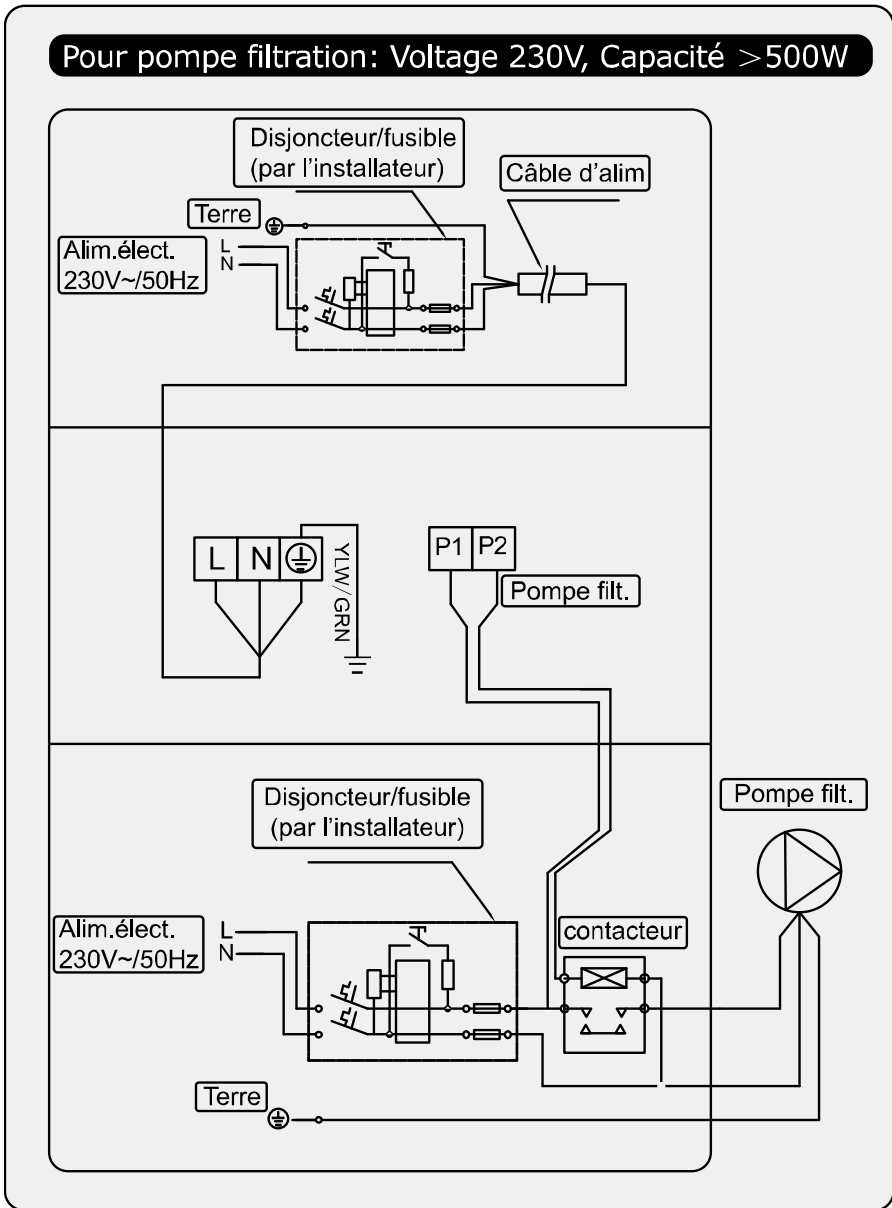 Pour pompe filtration: Voltage 230V, Capacité >500W
Disjoncteur/fusible
(par l'installateur)
Câble d'alim
Terre
Alim.élect.
230V~/50Hz
L
N
L N
YLW/GRN
P1 P2
Pompe filt.
Disjoncteur/fusible
(par l'installateur)
Pompe filt.
Alim.élect.
230V~/50Hz
L
N
contacteur
Terre